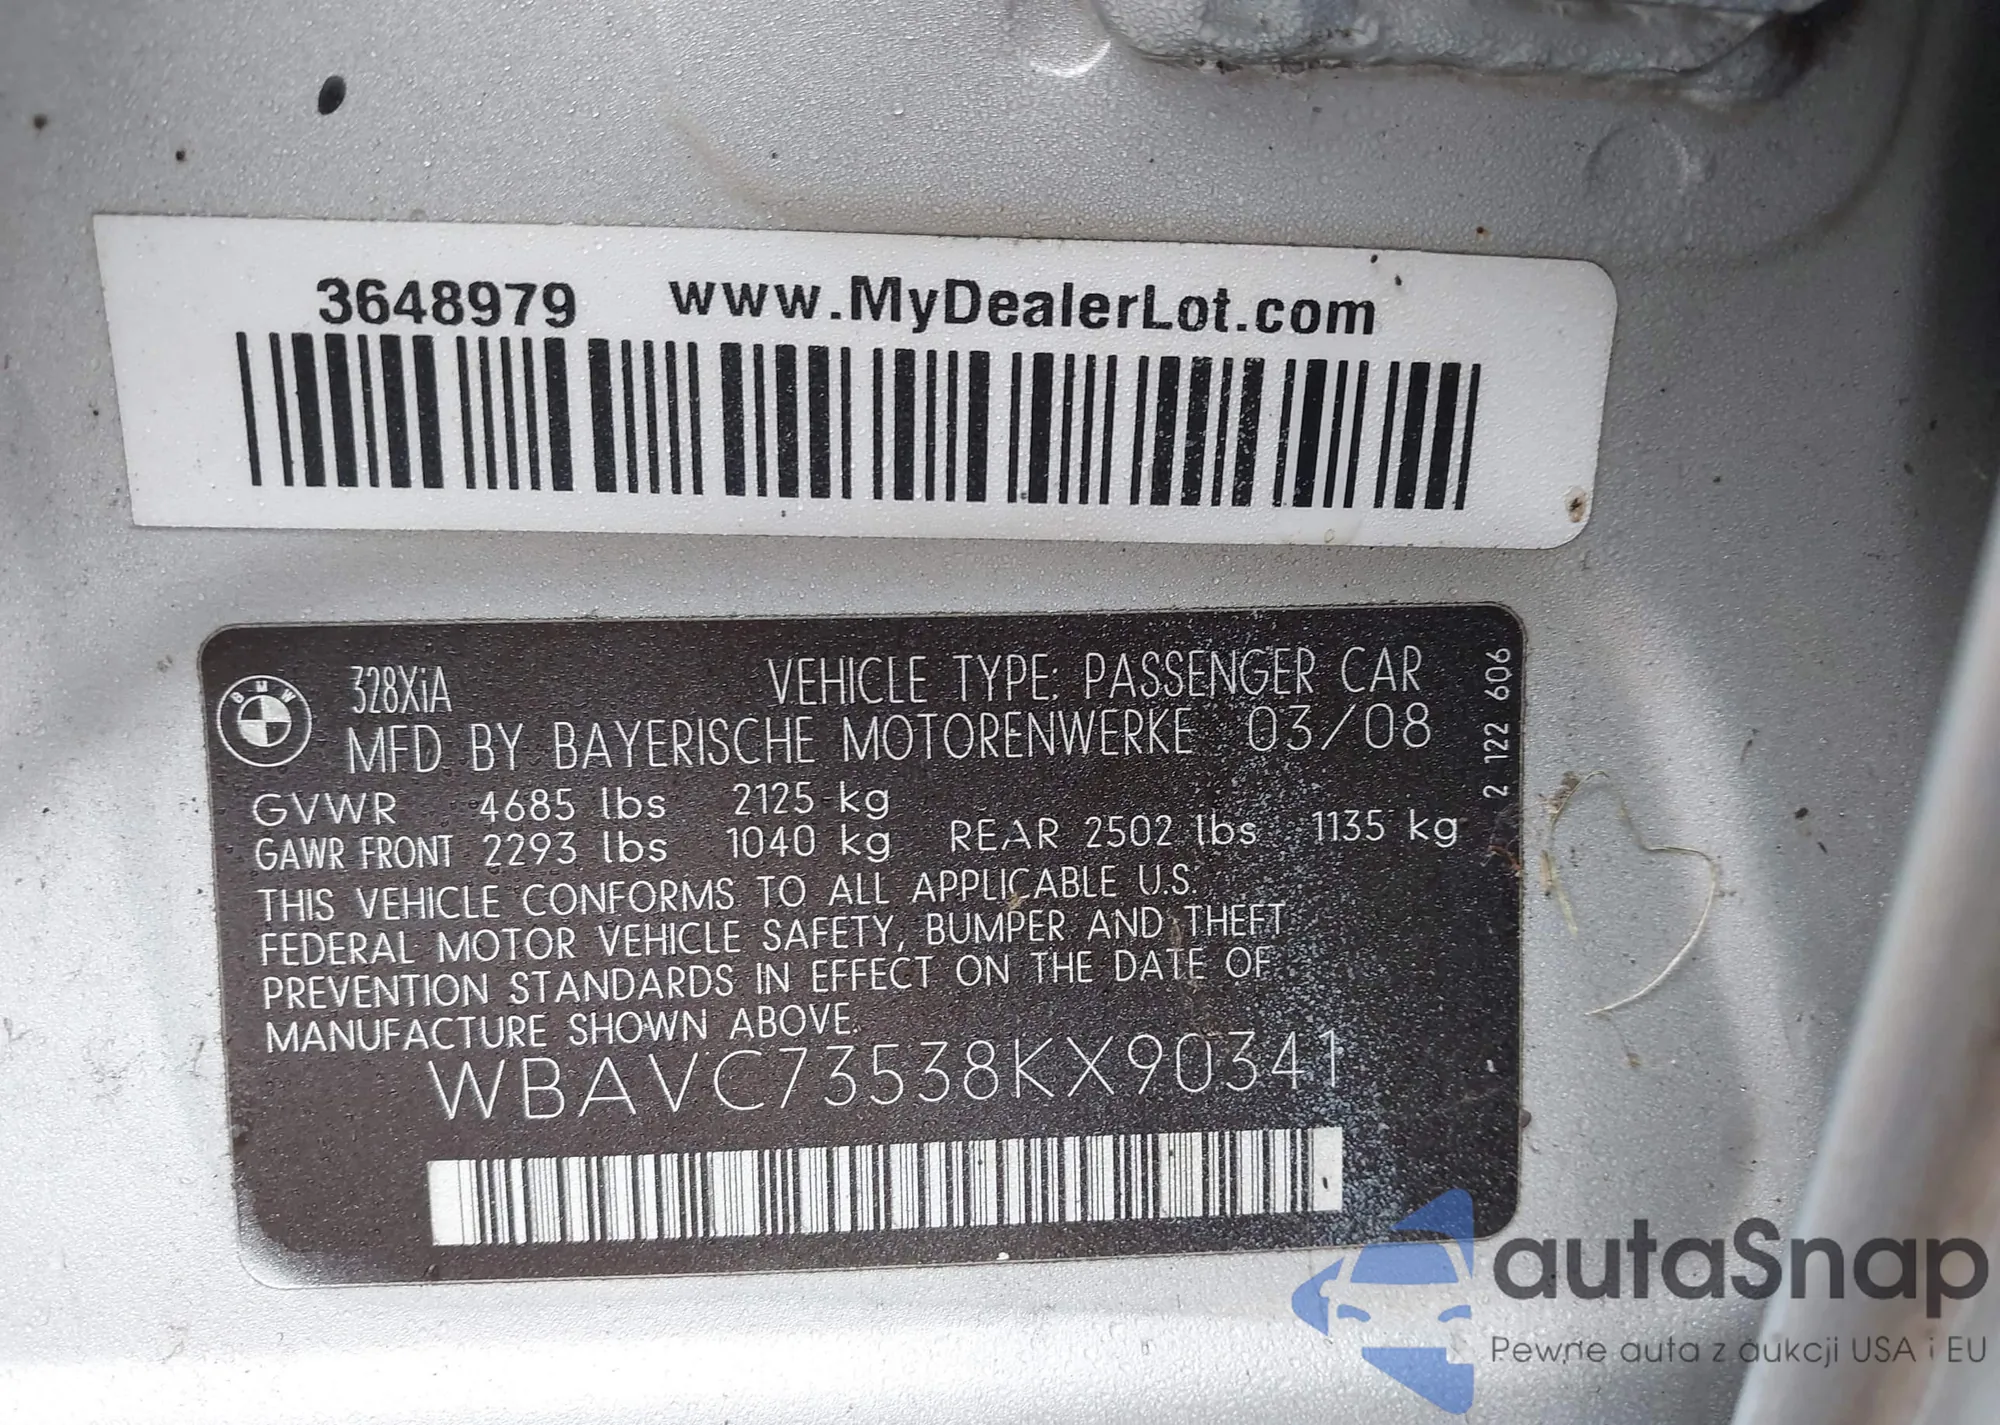 3648979 www.MyDealerLot.com
BMW
328XiA VEHICLE TYPE: PASSENGER CAR
MFD BY BAYERISCHE MOTORENWERKE 03/08
GVWR 4685 lbs 2125 kg
GAWR FRONT 2293 lbs 1040 kg REAR 2502 lbs 1135 kg
THIS VEHICLE CONFORMS TO ALL APPLICABLE U.S.
FEDERAL MOTOR VEHICLE SAFETY, BUMPER AND THEFT
PREVENTION STANDARDS IN EFFECT ON THE DATE OF
MANUFACTURE SHOWN ABOVE.
WBAVC73538KX90341
2 122 606
autaSnap
Pewne auta z aukcji USA i EU